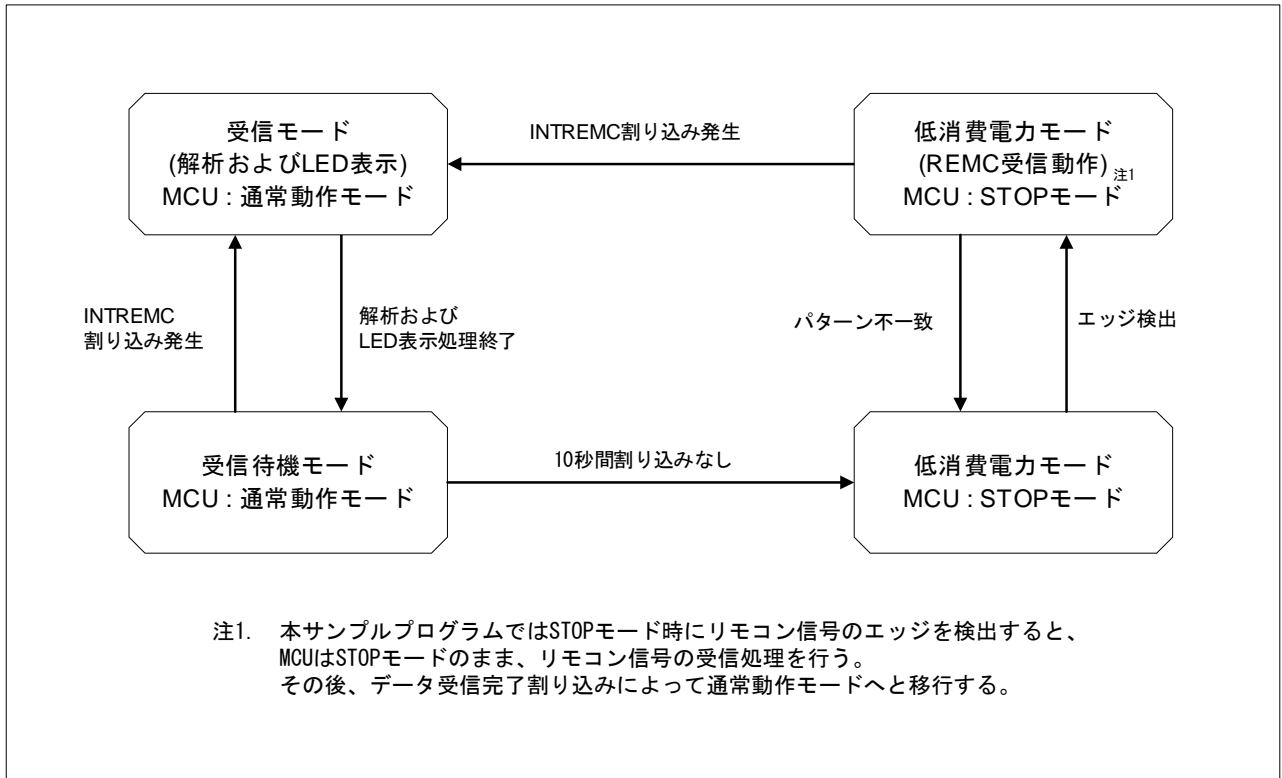 受信モード
(解析およびLED表示)
MCU : 通常動作モード
INTREMC割り込み発生
低消費電力モード
(REMC受信動作) 注1
MCU : STOPモード
INTREMC
割り込み発生
解析および
LED表示処理終了
パターン不一致
エッジ検出
受信待機モード
MCU : 通常動作モード
10秒間割り込みなし
低消費電力モード
MCU : STOPモード
注1. 本サンプルプログラムではSTOPモード時にリモコン信号のエッジを検出すると、
MCUはSTOPモードのまま、リモコン信号の受信処理を行う。
その後、データ受信完了割り込みによって通常動作モードへと移行する。